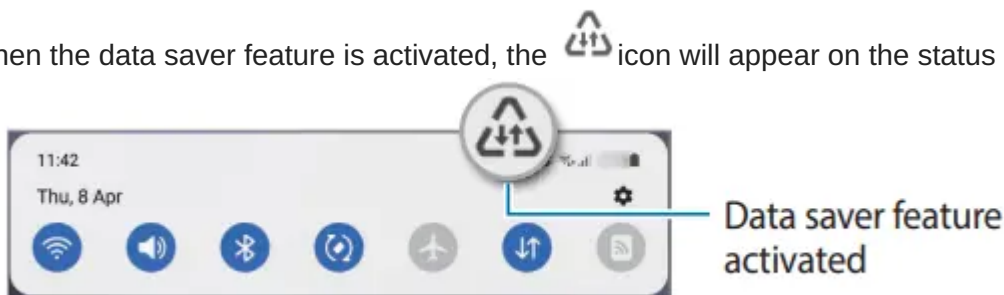 hen the data saver feature is activated, the icon will appear on the status
11:42
Thu, 8 Apr
Data saver feature
activated